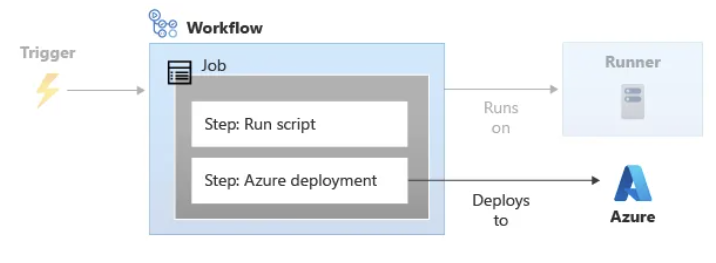 Workflow
Trigger
Job
Runner
Step: Run script
Runs
on
Step: Azure deployment
Deploys
to
Azure